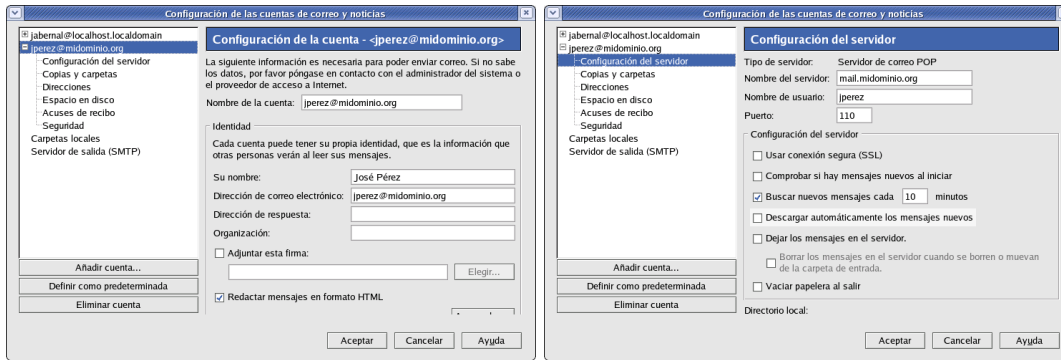 Configuración de las cuentas de correo y noticias
jabernal@localhost.localdomain
jperez@midominio.org
Configuración del servidor
Copias y carpetas
Direcciones
Espacio en disco
Acuses de recibo
Seguridad
Carpetas locales
Servidor de salida (SMTP)
Añadir cuenta...
Definir como predeterminada
Eliminar cuenta
Configuración de la cuenta - <jperez@midominio.org>
La siguiente información es necesaria para poder enviar correo. Si no sabe
los datos, por favor póngase en contacto con el administrador del sistema o
el proveedor de acceso a Internet.
Nombre de la cuenta: jperez@midominio.org
Identidad
Cada cuenta puede tener su propia identidad, que es la información que
otras personas verán al leer sus mensajes.
Su nombre: José Pérez
Dirección de correo electrónico: jperez@midominio.org
Dirección de respuesta:
Organización:
Adjuntar esta firma:
Elegir...
Redactar mensajes en formato HTML
Aceptar Cancelar Ayuda
Configuración de las cuentas de correo y noticias
jabernal@localhost.localdomain
jperez@midominio.org
Configuración del servidor
Copias y carpetas
Direcciones
Espacio en disco
Acuses de recibo
Seguridad
Carpetas locales
Servidor de salida (SMTP)
Añadir cuenta...
Definir como predeterminada
Eliminar cuenta
Configuración del servidor
Tipo de servidor: Servidor de correo POP
Nombre del servidor: mail.midominio.org
Nombre de usuario: jperez
Puerto: 110
Configuración del servidor
Usar conexión segura (SSL)
Comprobar si hay mensajes nuevos al iniciar
Buscar nuevos mensajes cada 10 minutos
Descargar automáticamente los mensajes nuevos
Dejar los mensajes en el servidor.
Borrar los mensajes en el servidor cuando se borren o muevan
de la carpeta de entrada.
Vaciar papelera al salir
Directorio local:
Aceptar Cancelar Ayuda